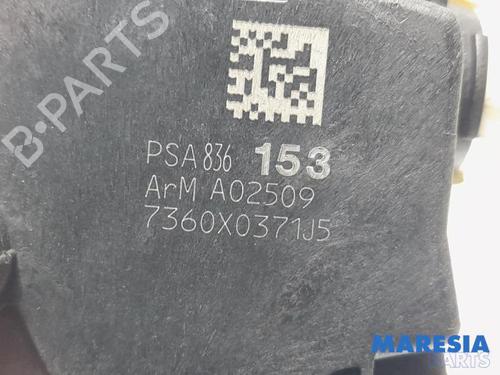 PSA 836 153
ArM A02509
7360X0371J5
B-PARTS
MARESIA
PARTS